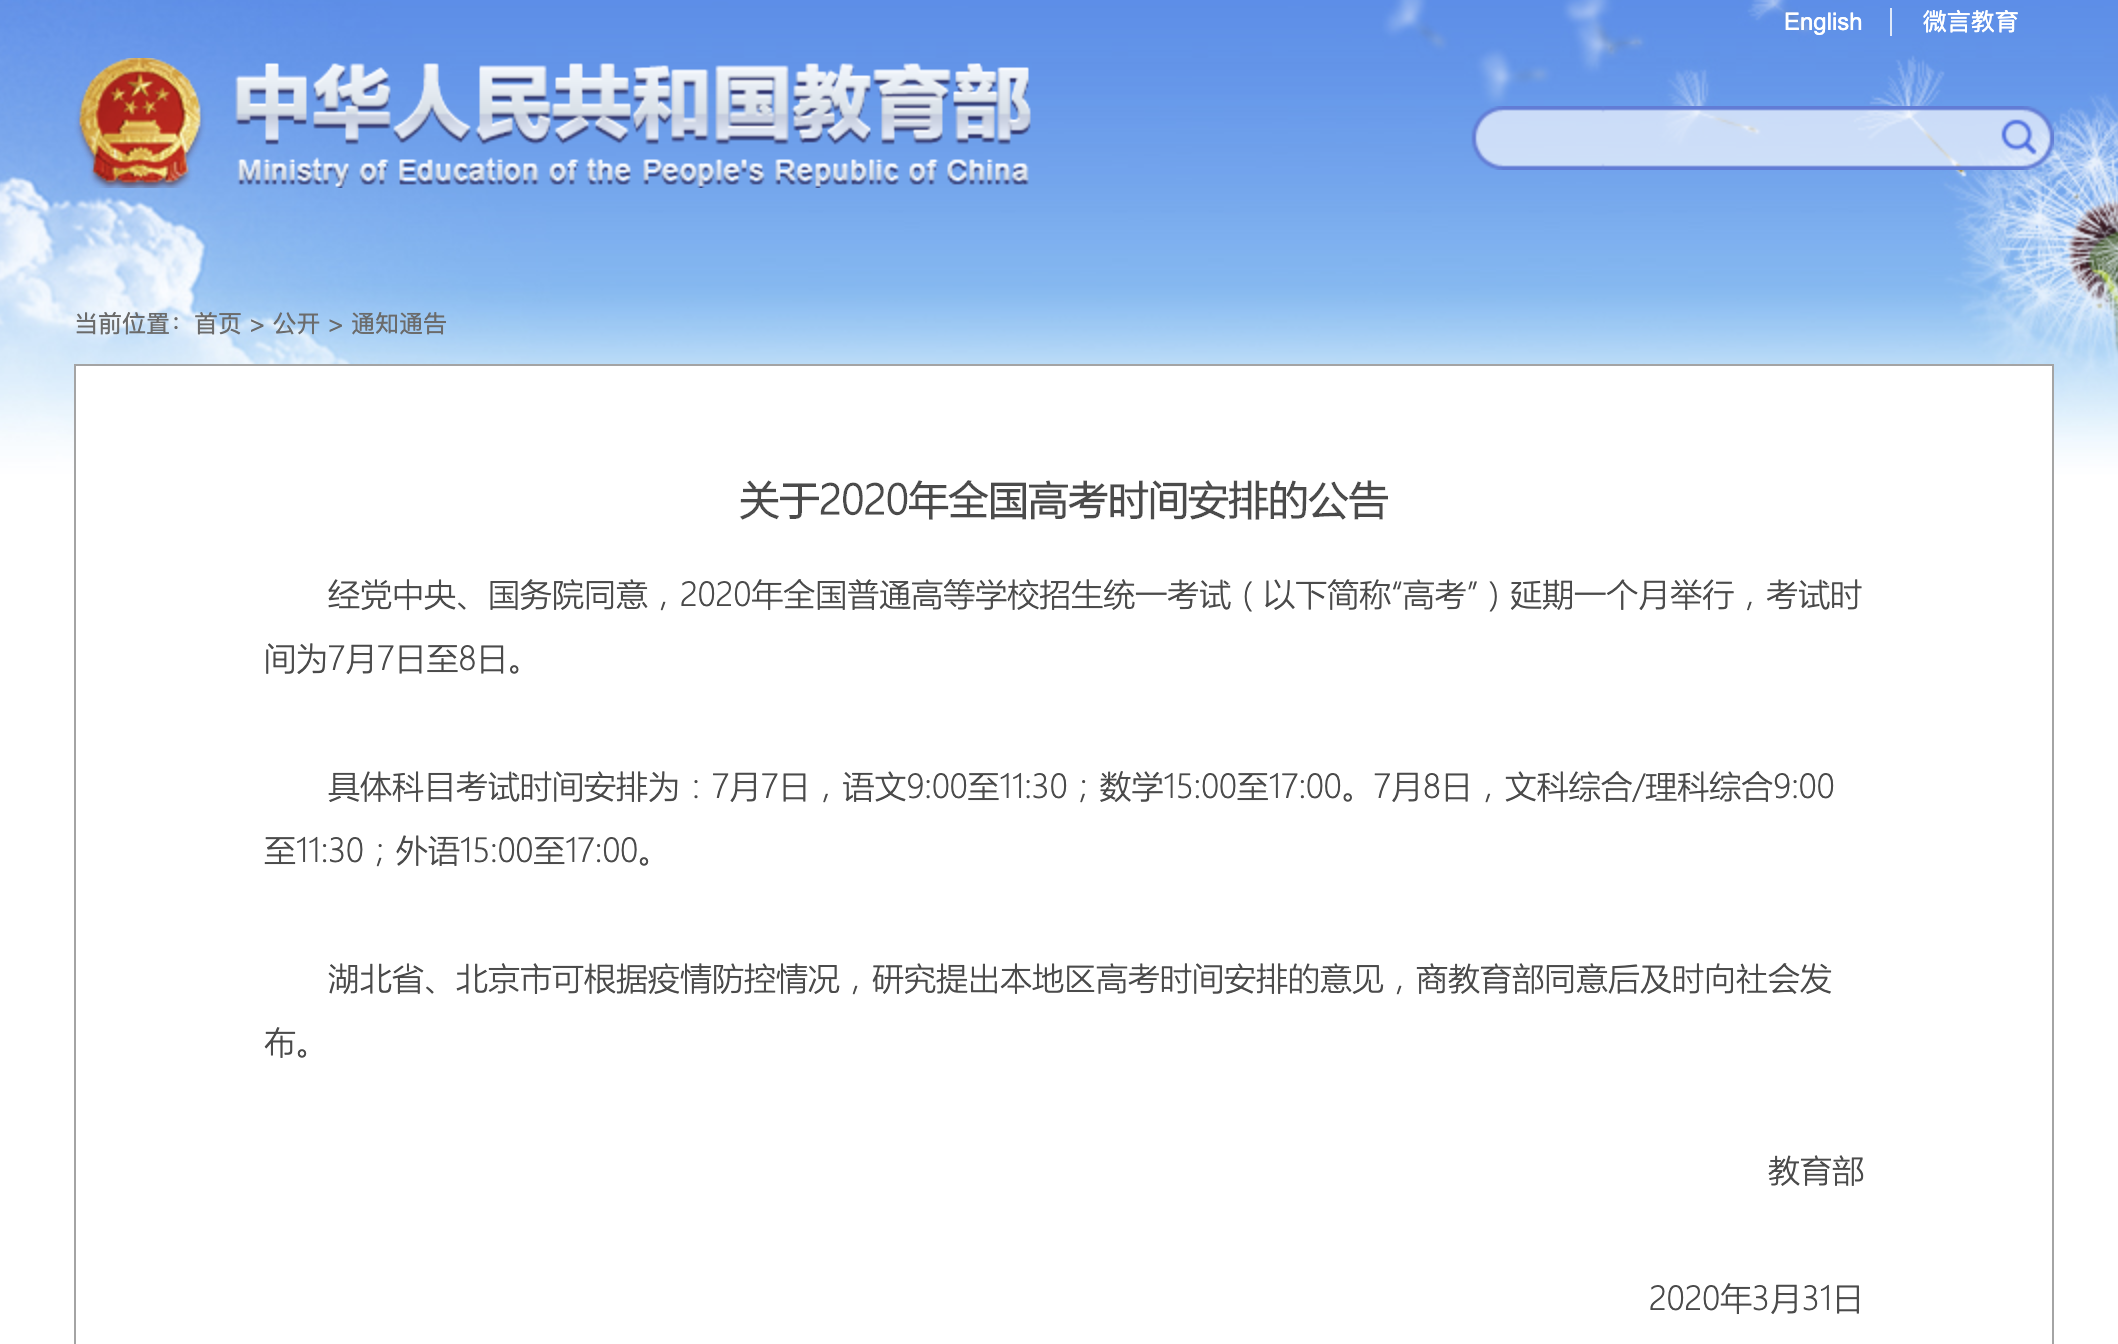 English | 微言教育
中华人民共和国教育部
Ministry of Education of the People's Republic of China
当前位置：首页 > 公开 > 通知通告
关于2020年全国高考时间安排的公告
经党中央、国务院同意，2020年全国普通高等学校招生统一考试（以下简称“高考”）延期一个月举行，考试时
间为7月7日至8日。
具体科目考试时间安排为：7月7日，语文9:00至11:30；数学15:00至17:00。7月8日，文科综合/理科综合9:00
至11:30；外语15:00至17:00。
湖北省、北京市可根据疫情防控情况，研究提出本地区高考时间安排的意见，商教育部同意后及时向社会发
布。
教育部
2020年3月31日